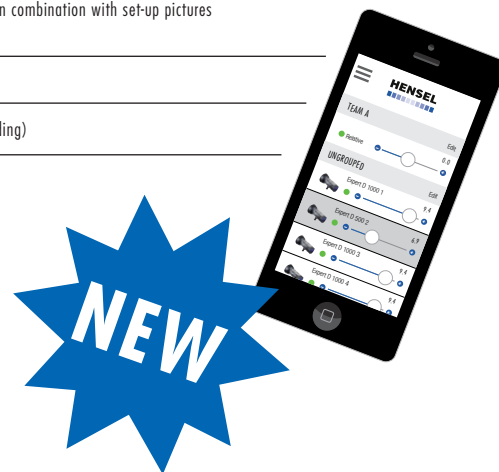 n combination with set-up pictures
ling)
HENSEL
TEAM A
Edit
Relative
0.0
UNGROUPED
Edit
Expert D 1000 1
9.4
Expert D 500 2
6.9
Expert D 1000 3
9.4
Expert D 1000 4
9.4
NEW